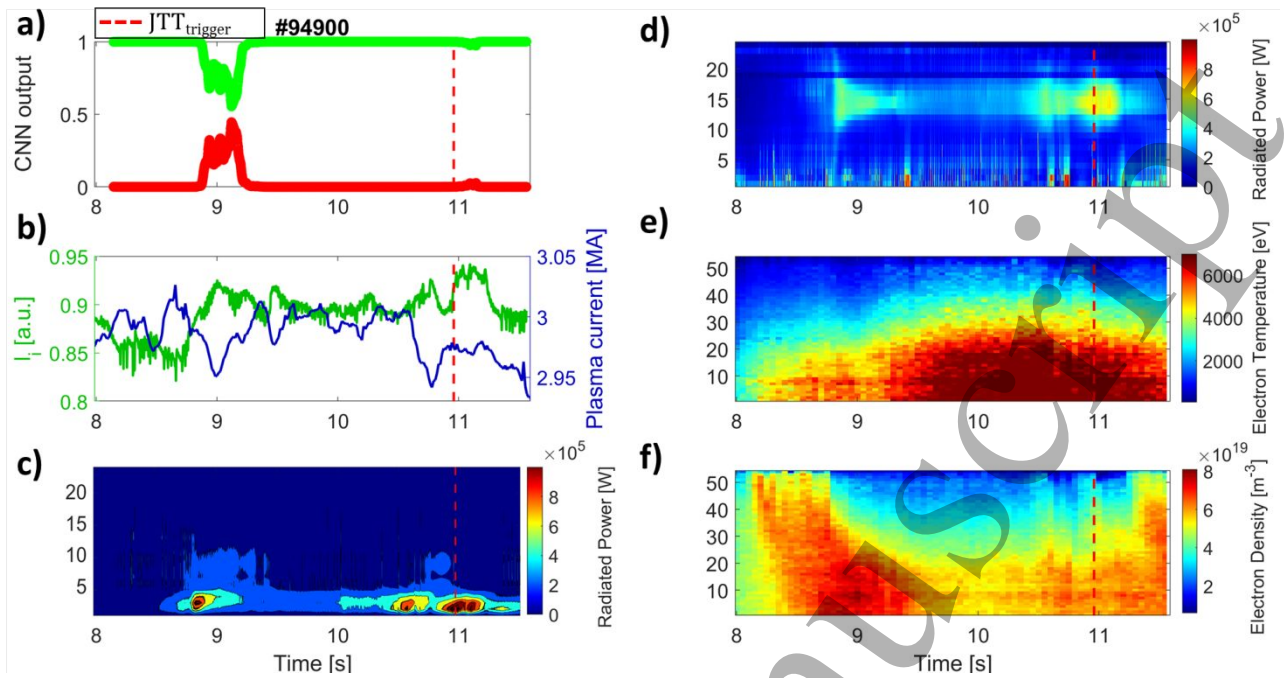 a)
JTT_trigger
#94900
CNN output
1
0.5
0
8 9 10 11
b)
l_i [a.u.]
0.95
0.9
0.85
0.8
3.05
3
2.95
Plasma current [MA]
8 9 10 11
c)
20
15
10
5
×10^5
8
6
4
2
0
Radiated Power [W]
8 9 10 11
Time [s]
d)
20
15
10
5
×10^5
8
6
4
2
0
Radiated Power [W]
8 9 10 11
e)
50
40
30
20
10
6000
4000
2000
Electron Temperature [eV]
8 9 10 11
f)
50
40
30
20
10
×10^19
8
6
4
2
Electron Density [m^-3]
8 9 10 11
Time [s]
uscript